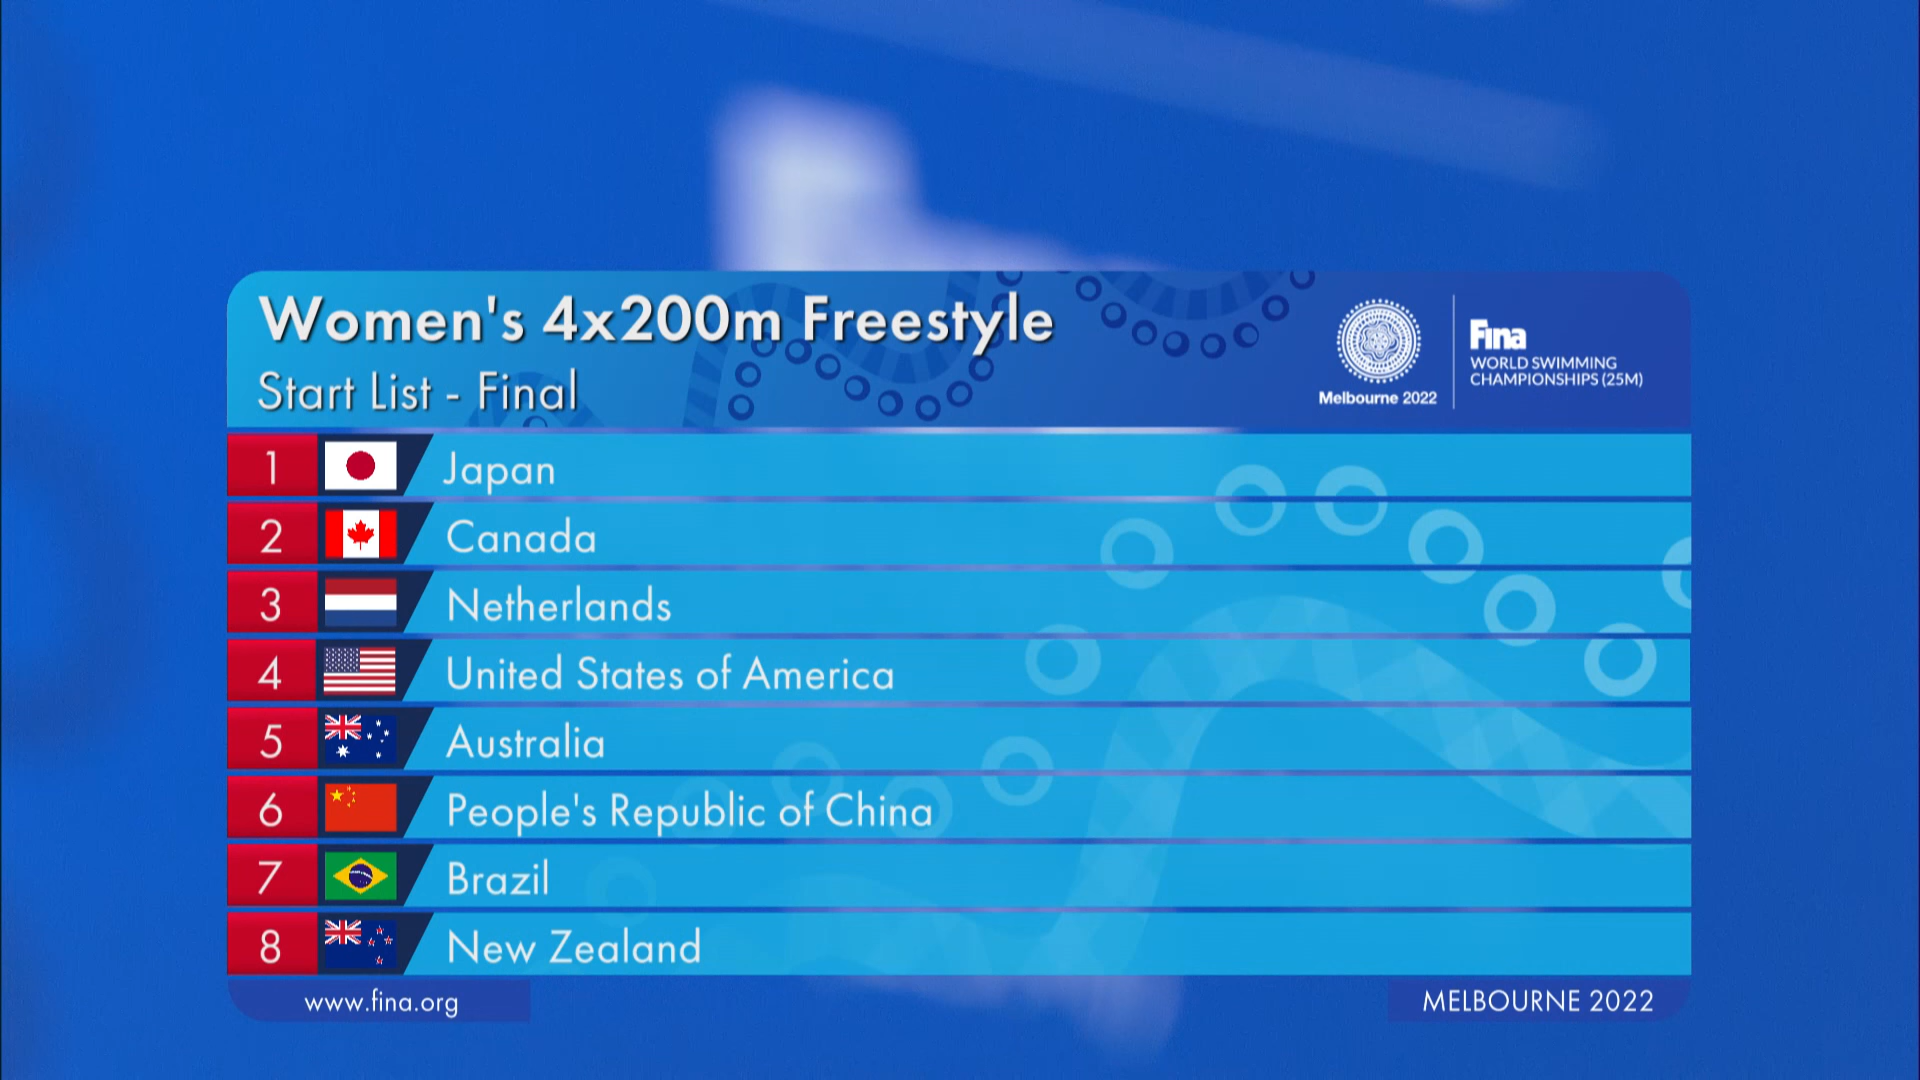 Women's 4x200m Freestyle
Start List - Final
Melbourne 2022
Fina
WORLD SWIMMING
CHAMPIONSHIPS (25M)
1 Japan
2 Canada
3 Netherlands
4 United States of America
5 Australia
6 People's Republic of China
7 Brazil
8 New Zealand
www.fina.org
MELBOURNE 2022